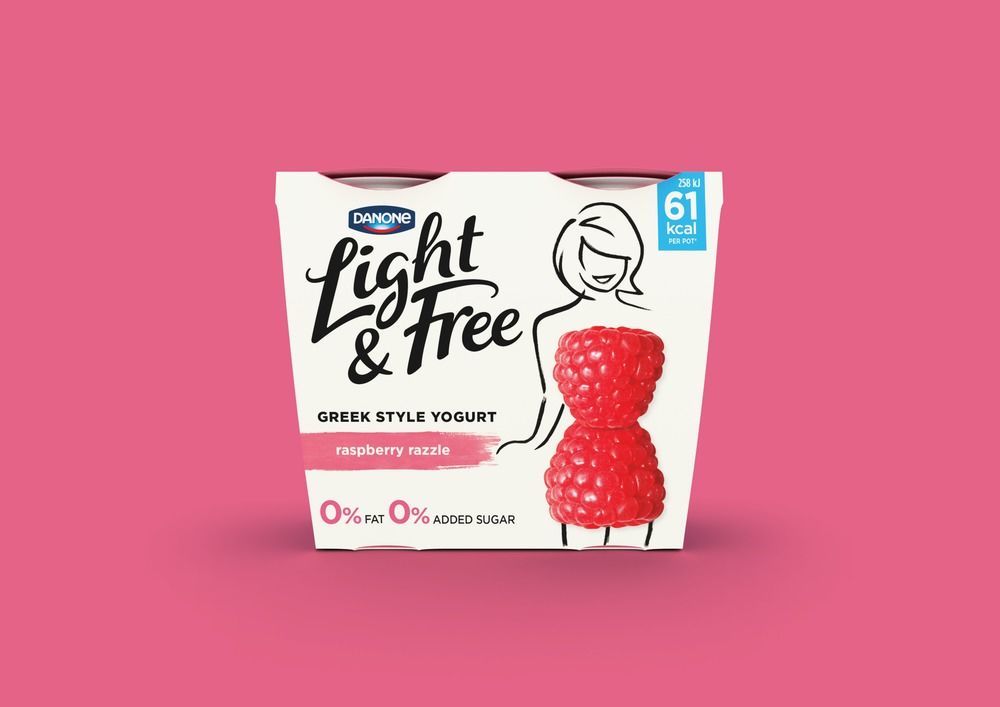 DANONE
Light
& Free
GREEK STYLE YOGURT
raspberry razzle
0% FAT 0% ADDED SUGAR
258 kJ
61
kcal
PER POT*